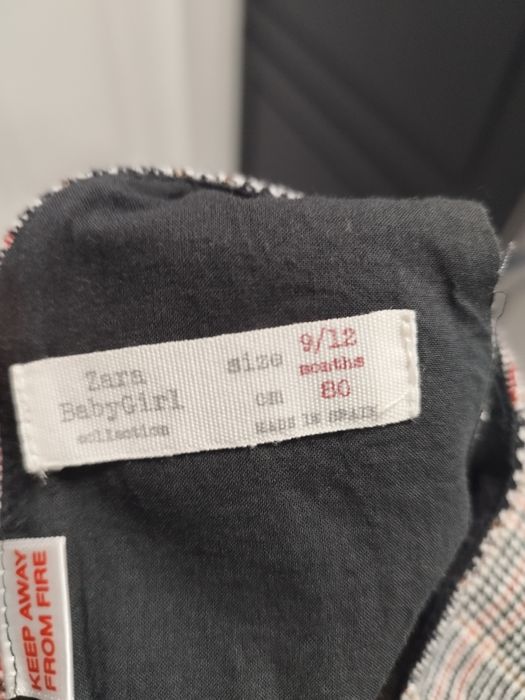 Zara
BabyGirl
collection
size 9/12
months
cm 80
MADE IN SPAIN
KEEP AWAY
FROM FIRE